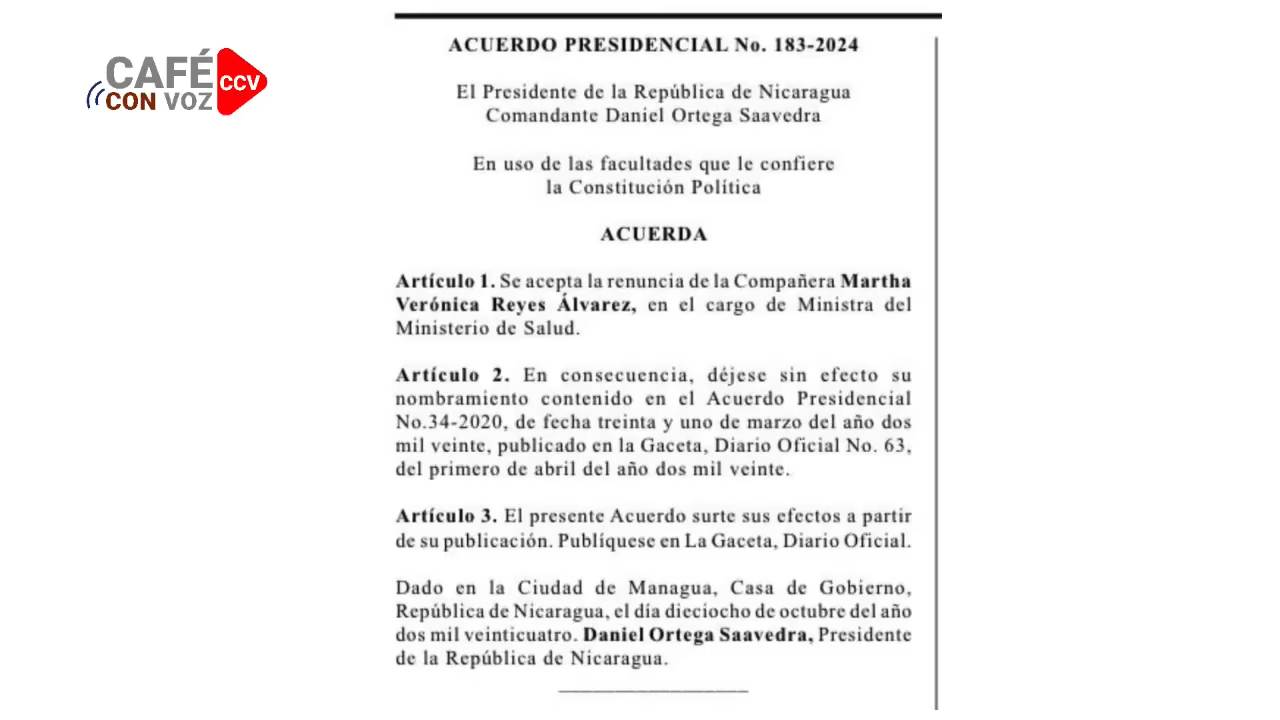 CAFÉ
CON VOZ
CCV
ACUERDO PRESIDENCIAL No. 183-2024
El Presidente de la República de Nicaragua
Comandante Daniel Ortega Saavedra
En uso de las facultades que le confiere
la Constitución Política
ACUERDA
Artículo 1. Se acepta la renuncia de la Compañera Martha
Verónica Reyes Álvarez, en el cargo de Ministra del
Ministerio de Salud.
Artículo 2. En consecuencia, déjese sin efecto su
nombramiento contenido en el Acuerdo Presidencial
No.34-2020, de fecha treinta y uno de marzo del año dos
mil veinte, publicado en la Gaceta, Diario Oficial No. 63,
del primero de abril del año dos mil veinte.
Artículo 3. El presente Acuerdo surte sus efectos a partir
de su publicación. Publíquese en La Gaceta, Diario Oficial.
Dado en la Ciudad de Managua, Casa de Gobierno,
República de Nicaragua, el día dieciocho de octubre del año
dos mil veinticuatro. Daniel Ortega Saavedra, Presidente
de la República de Nicaragua.